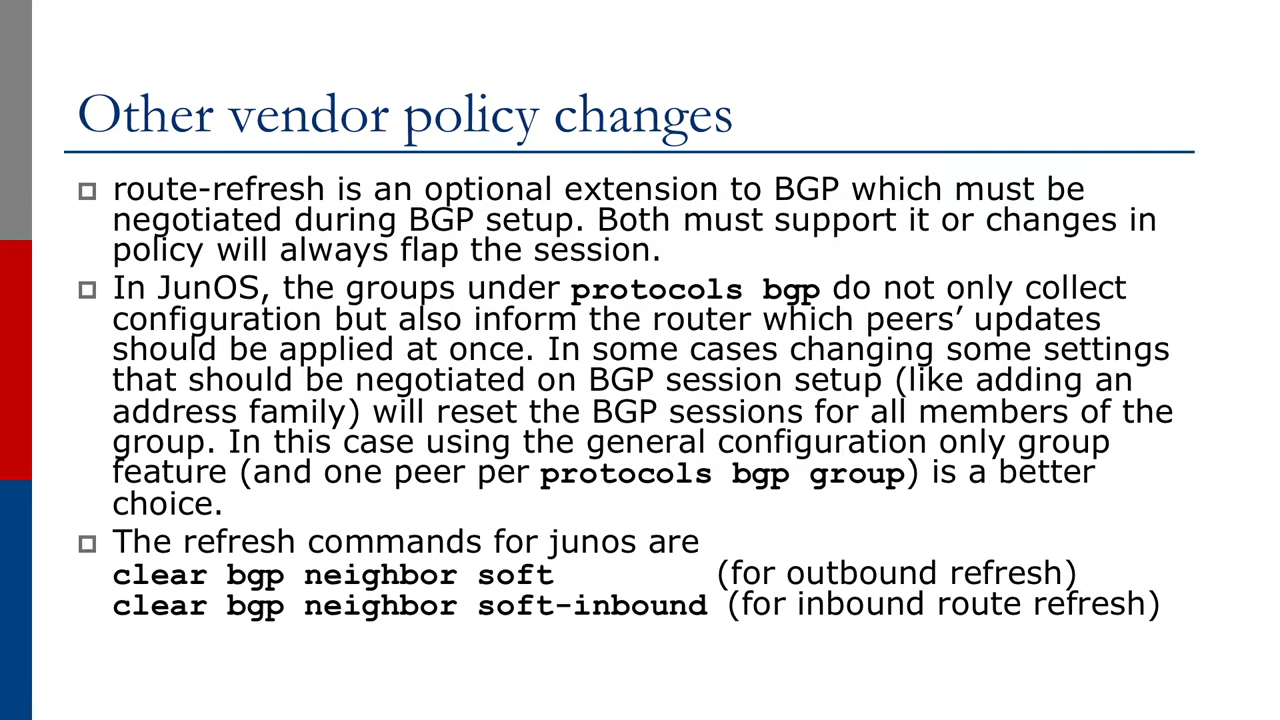 Other vendor policy changes
route-refresh is an optional extension to BGP which must be
negotiated during BGP setup. Both must support it or changes in
policy will always flap the session.
In JunOS, the groups under protocols bgp do not only collect
configuration but also inform the router which peers’ updates
should be applied at once. In some cases changing some settings
that should be negotiated on BGP session setup (like adding an
address family) will reset the BGP sessions for all members of the
group. In this case using the general configuration only group
feature (and one peer per protocols bgp group) is a better
choice.
The refresh commands for junos are
clear bgp neighbor soft (for outbound refresh)
clear bgp neighbor soft-inbound (for inbound route refresh)